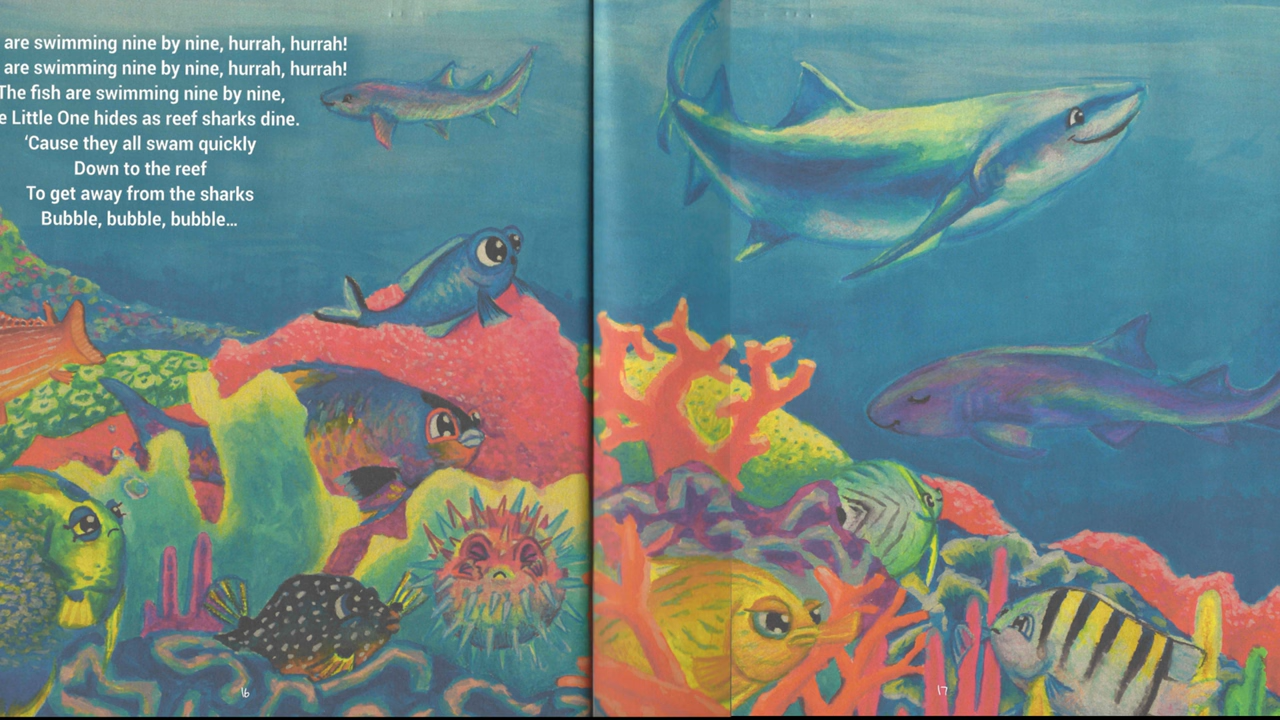 are swimming nine by nine, hurrah, hurrah!
are swimming nine by nine, hurrah, hurrah!
The fish are swimming nine by nine,
Little One hides as reef sharks dine.
‘Cause they all swam quickly
Down to the reef
To get away from the sharks
Bubble, bubble, bubble…
16
17